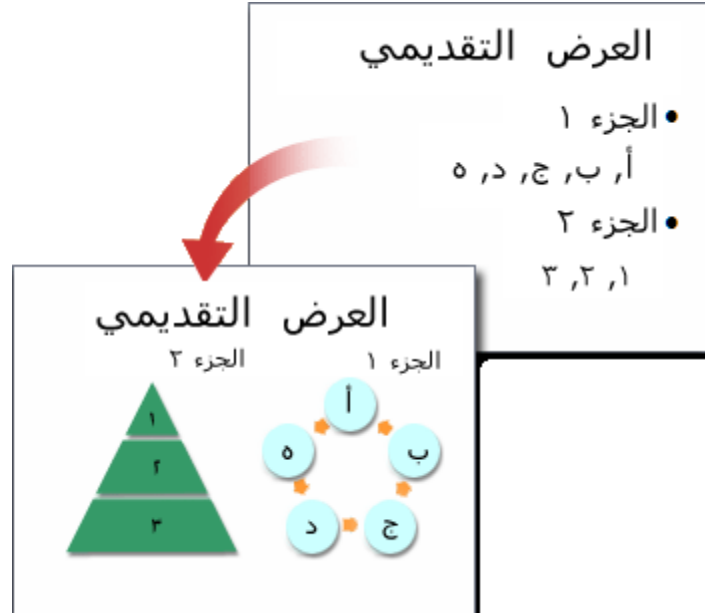 العرض التقديمي
• الجزء ١
أ, ب, ج, د, ه
• الجزء ٢
١, ٢, ٣
العرض التقديمي
الجزء ١
الجزء ٢
أ
ب
ج
د
ه
١
٢
٣